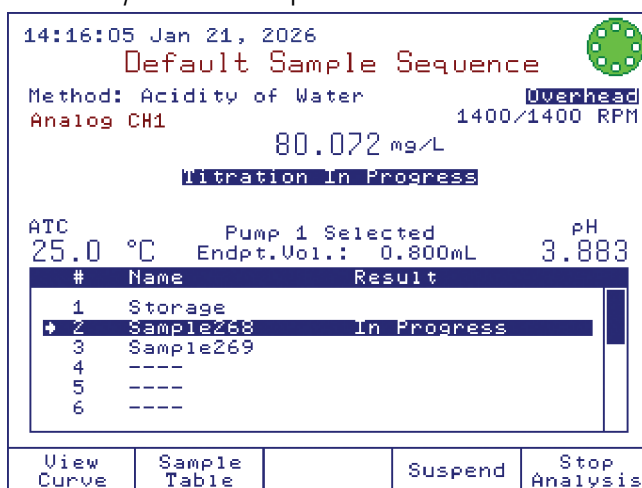 14:16:05 Jan 21, 2026
Default Sample Sequence
Method: Acidity of Water Overhead
Analog CH1 1400/1400 RPM
80.072 mg/L
Titration In Progress
ATC Pump 1 Selected pH
25.0 °C Endpt.Vol.: 0.800mL 3.883
# Name Result
1 Storage
2 Sample268 In Progress
3 Sample269
4 ----
5 ----
6 ----
View Curve Sample Table Suspend Stop Analysis